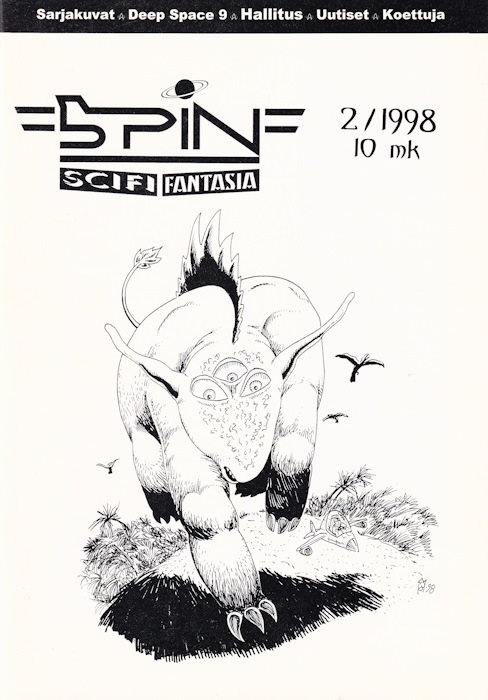 Sarjakuvat Deep Space 9 Hallitus Uutiset Koettuja
SPIN
2/1998
10 mk
SCIFI FANTASIA